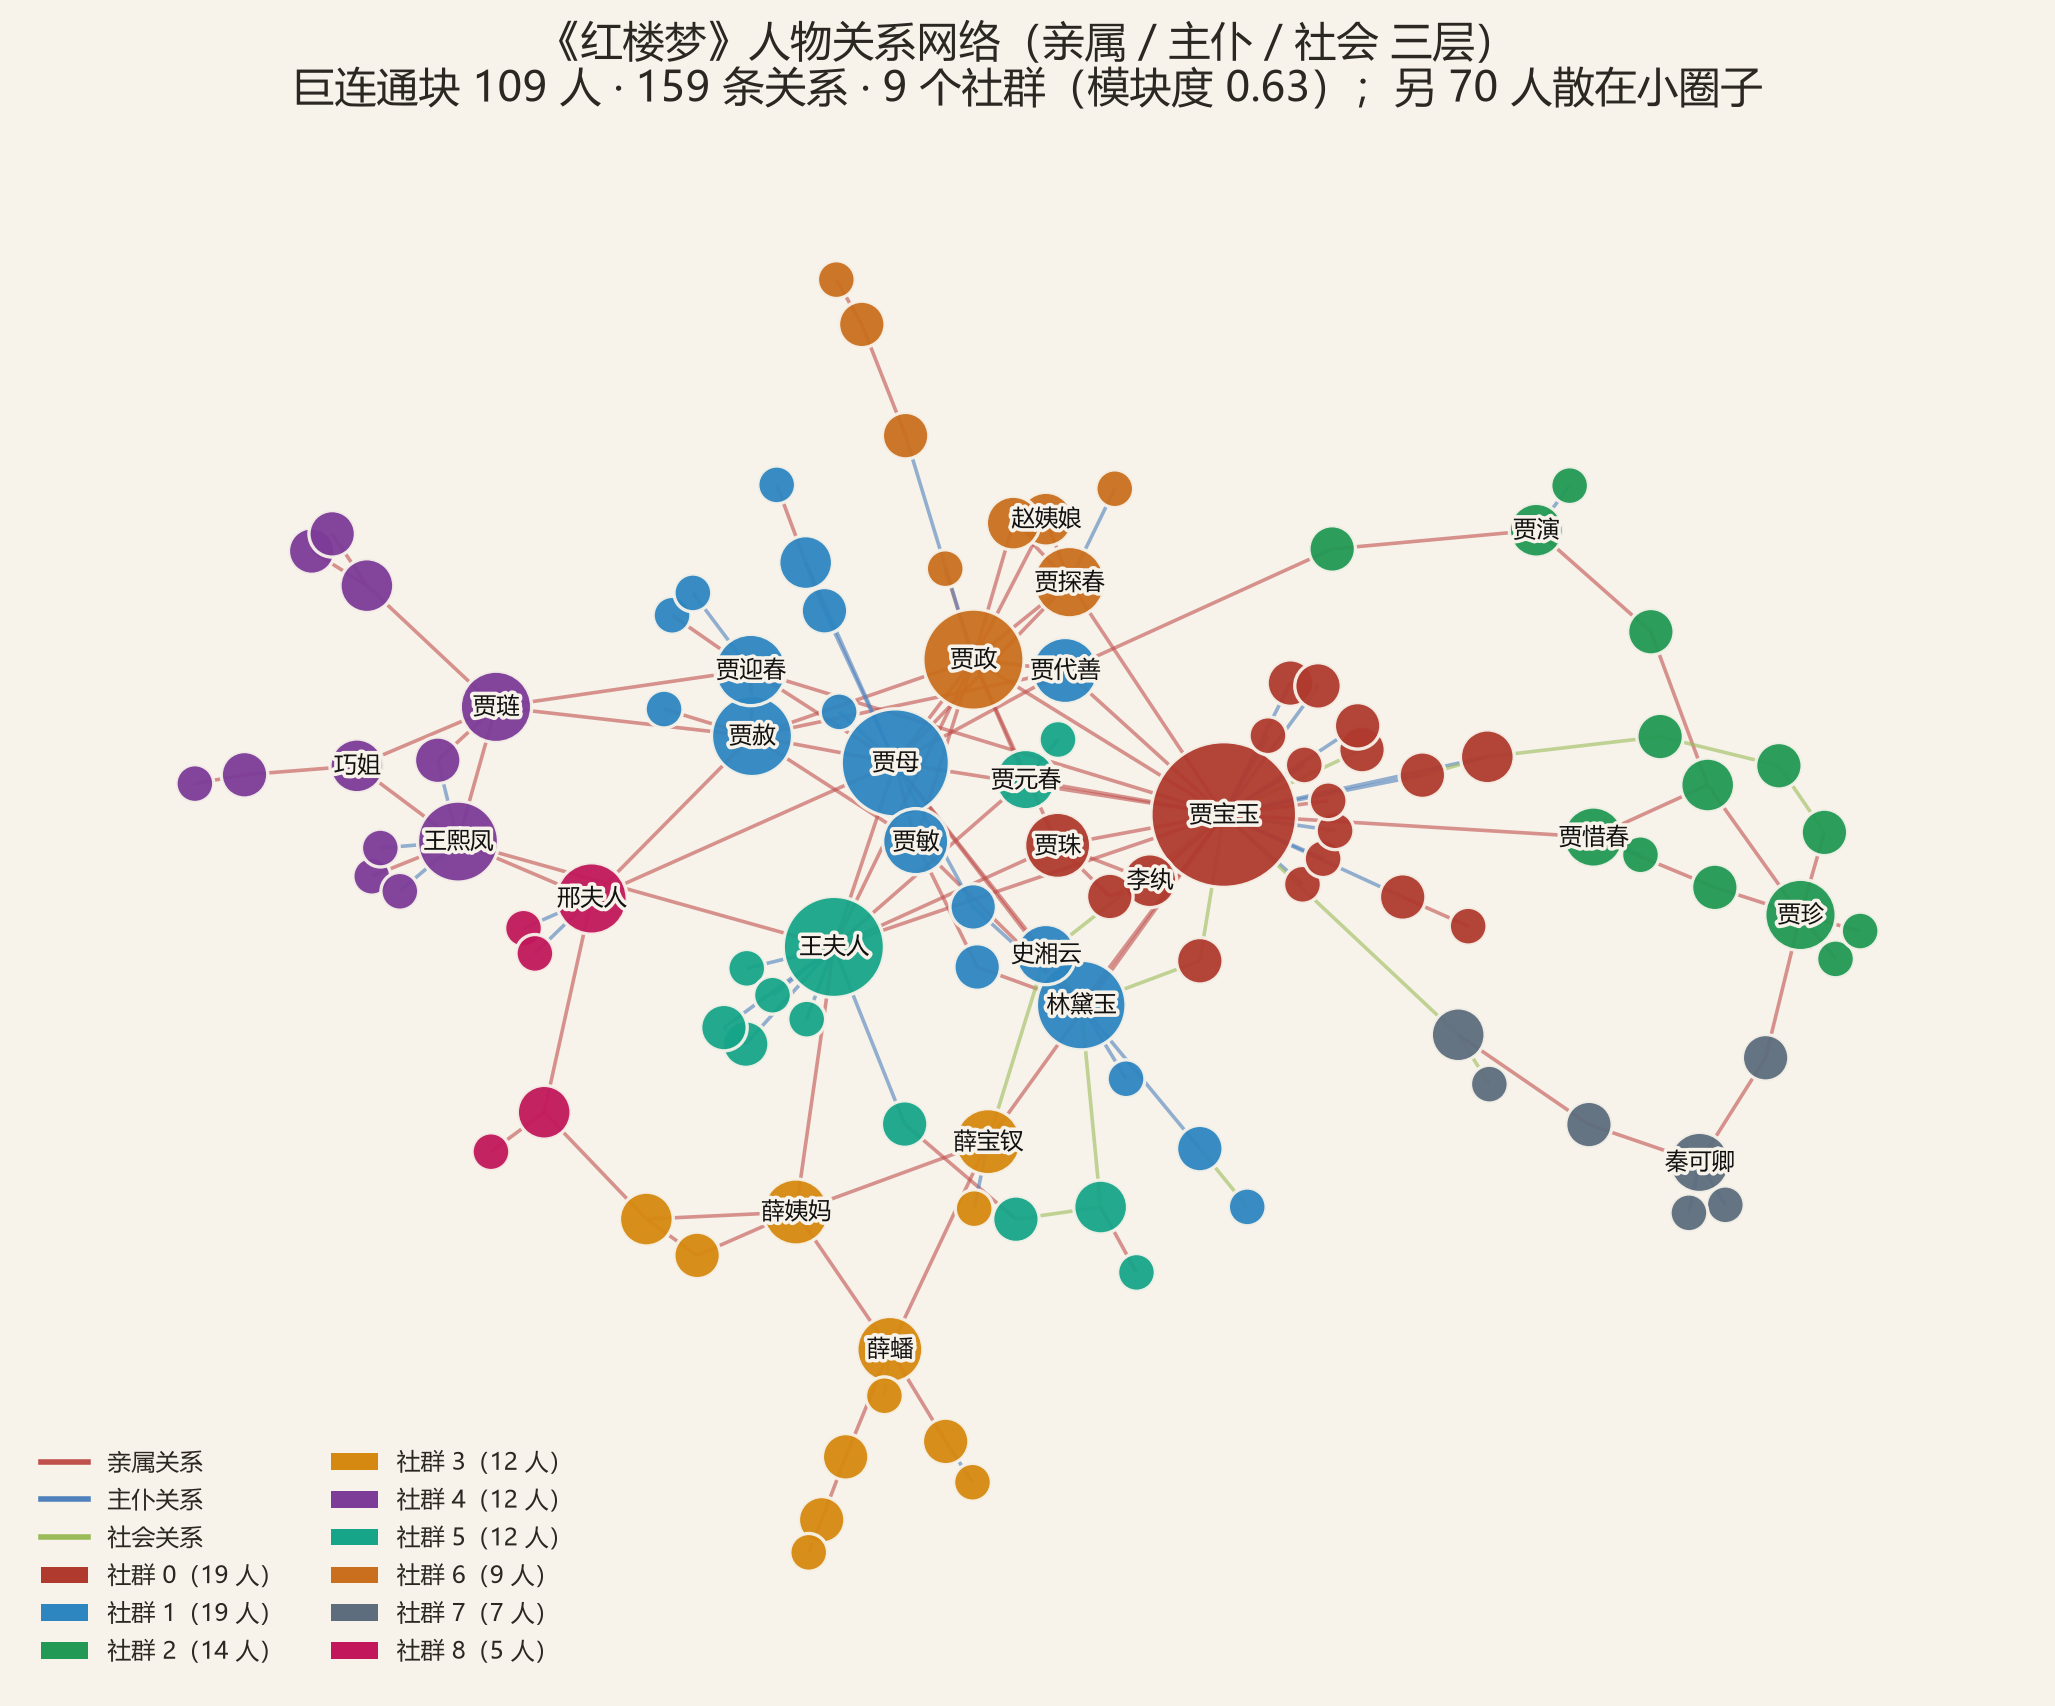 《红楼梦》人物关系网络（亲属 / 主仆 / 社会 三层）
巨连通块 109 人 · 159 条关系 · 9 个社群（模块度 0.63）；另 70 人散在小圈子
赵姨娘
贾演
贾探春
贾政
贾代善
贾迎春
贾琏
贾赦
贾母
巧姐
贾元春
贾宝玉
贾惜春
王熙凤
贾敏
贾珠
李纨
邢夫人
贾珍
王夫人
史湘云
林黛玉
薛宝钗
秦可卿
薛姨妈
薛蟠
亲属关系
主仆关系
社会关系
社群 0（19 人）
社群 1（19 人）
社群 2（14 人）
社群 3（12 人）
社群 4（12 人）
社群 5（12 人）
社群 6（9 人）
社群 7（7 人）
社群 8（5 人）